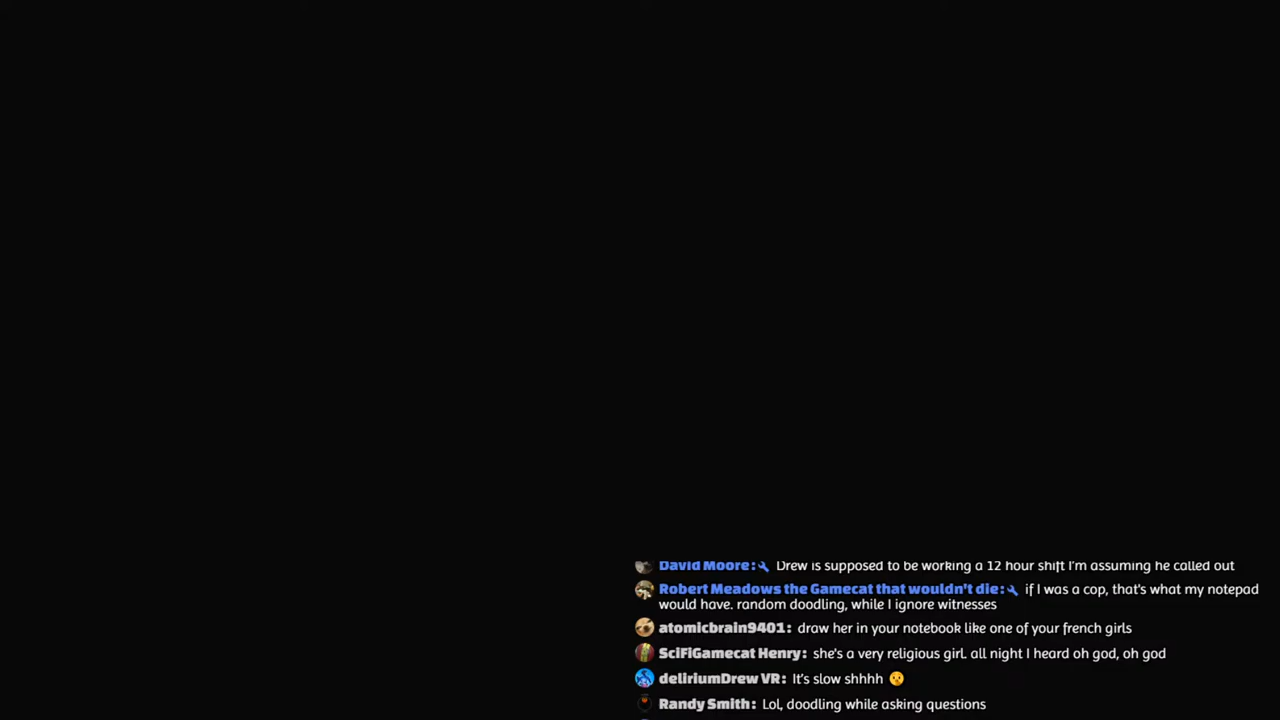 David Moore: Drew is supposed to be working a 12 hour shift I'm assuming he called out
Robert Meadows the Gamecat that wouldn't die: if I was a cop, that's what my notepad
would have. random doodling, while I ignore witnesses
atomicbrain9401: draw her in your notebook like one of your french girls
SciFiGamecat Henry: she's a very religious girl. all night I heard oh god, oh god
deliriumDrew VR: It's slow shhhh 🤫
Randy Smith: Lol, doodling while asking questions